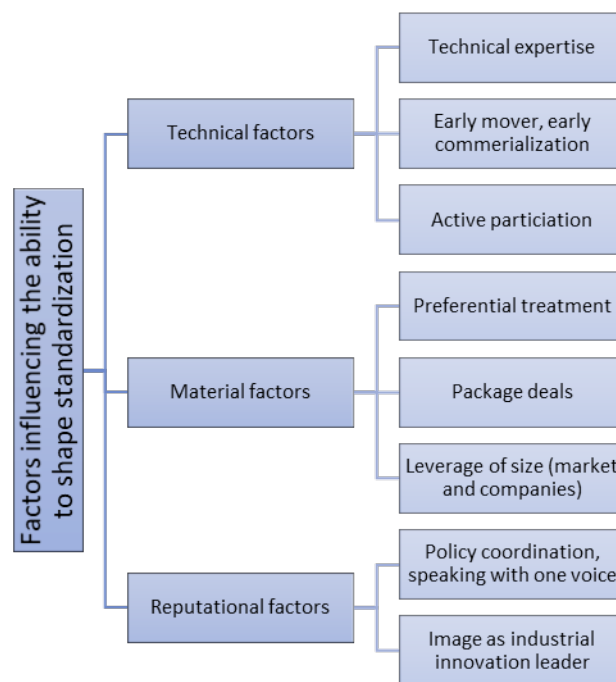 Factors influencing the ability
to shape standardization
Technical factors
Technical expertise
Early mover, early
commerialization
Active particiation
Material factors
Preferential treatment
Package deals
Leverage of size (market
and companies)
Reputational factors
Policy coordination,
speaking with one voice
Image as industrial
innovation leader